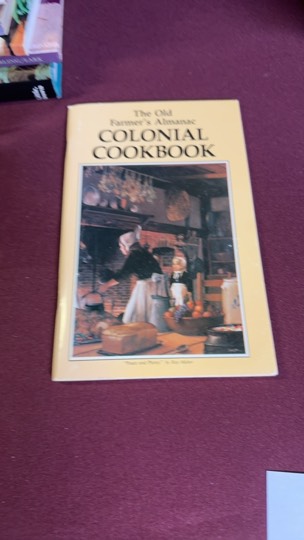 The Old
Farmer's Almanac
COLONIAL
COOKBOOK